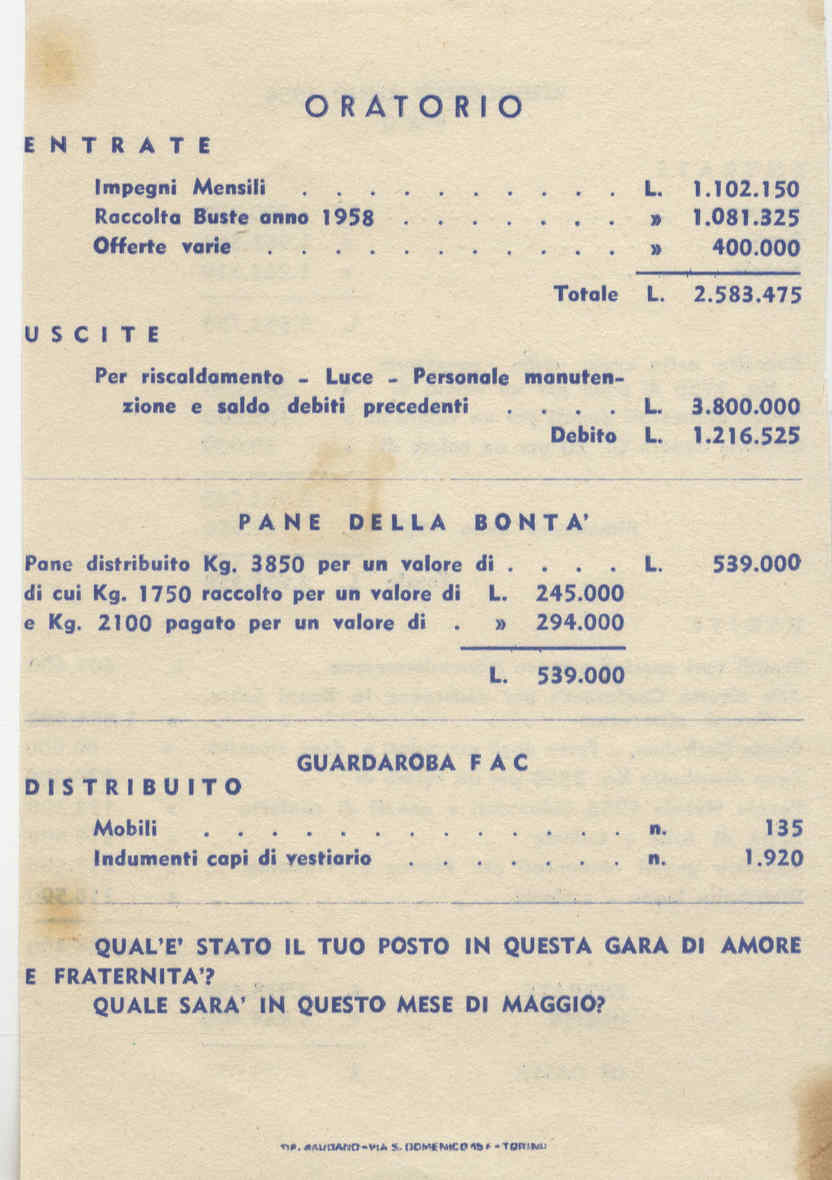 ORATORIO
ENTRATE
Impegni Mensili . . . . . . . . . . . L. 1.102.150
Raccolta Buste anno 1958 . . . . . . . » 1.081.325
Offerte varie . . . . . . . . . . . . » 400.000
Totale L. 2.583.475
USCITE
Per riscaldamento - Luce - Personale manuten-
zione e saldo debiti precedenti . . . . L. 3.800.000
Debito L. 1.216.525
PANE DELLA BONTA'
Pane distribuito Kg. 3850 per un valore di . . . . L. 539.000
di cui Kg. 1750 raccolto per un valore di L. 245.000
e Kg. 2100 pagato per un valore di . » 294.000
L. 539.000
GUARDAROBA FAC
DISTRIBUITO
Mobili . . . . . . . . . . . . . n. 135
Indumenti capi di vestiario . . . . . . . n. 1.920
QUAL'E' STATO IL TUO POSTO IN QUESTA GARA DI AMORE
E FRATERNITA'?
QUALE SARA' IN QUESTO MESE DI MAGGIO?
VIA S. DOMENICO - TORINO